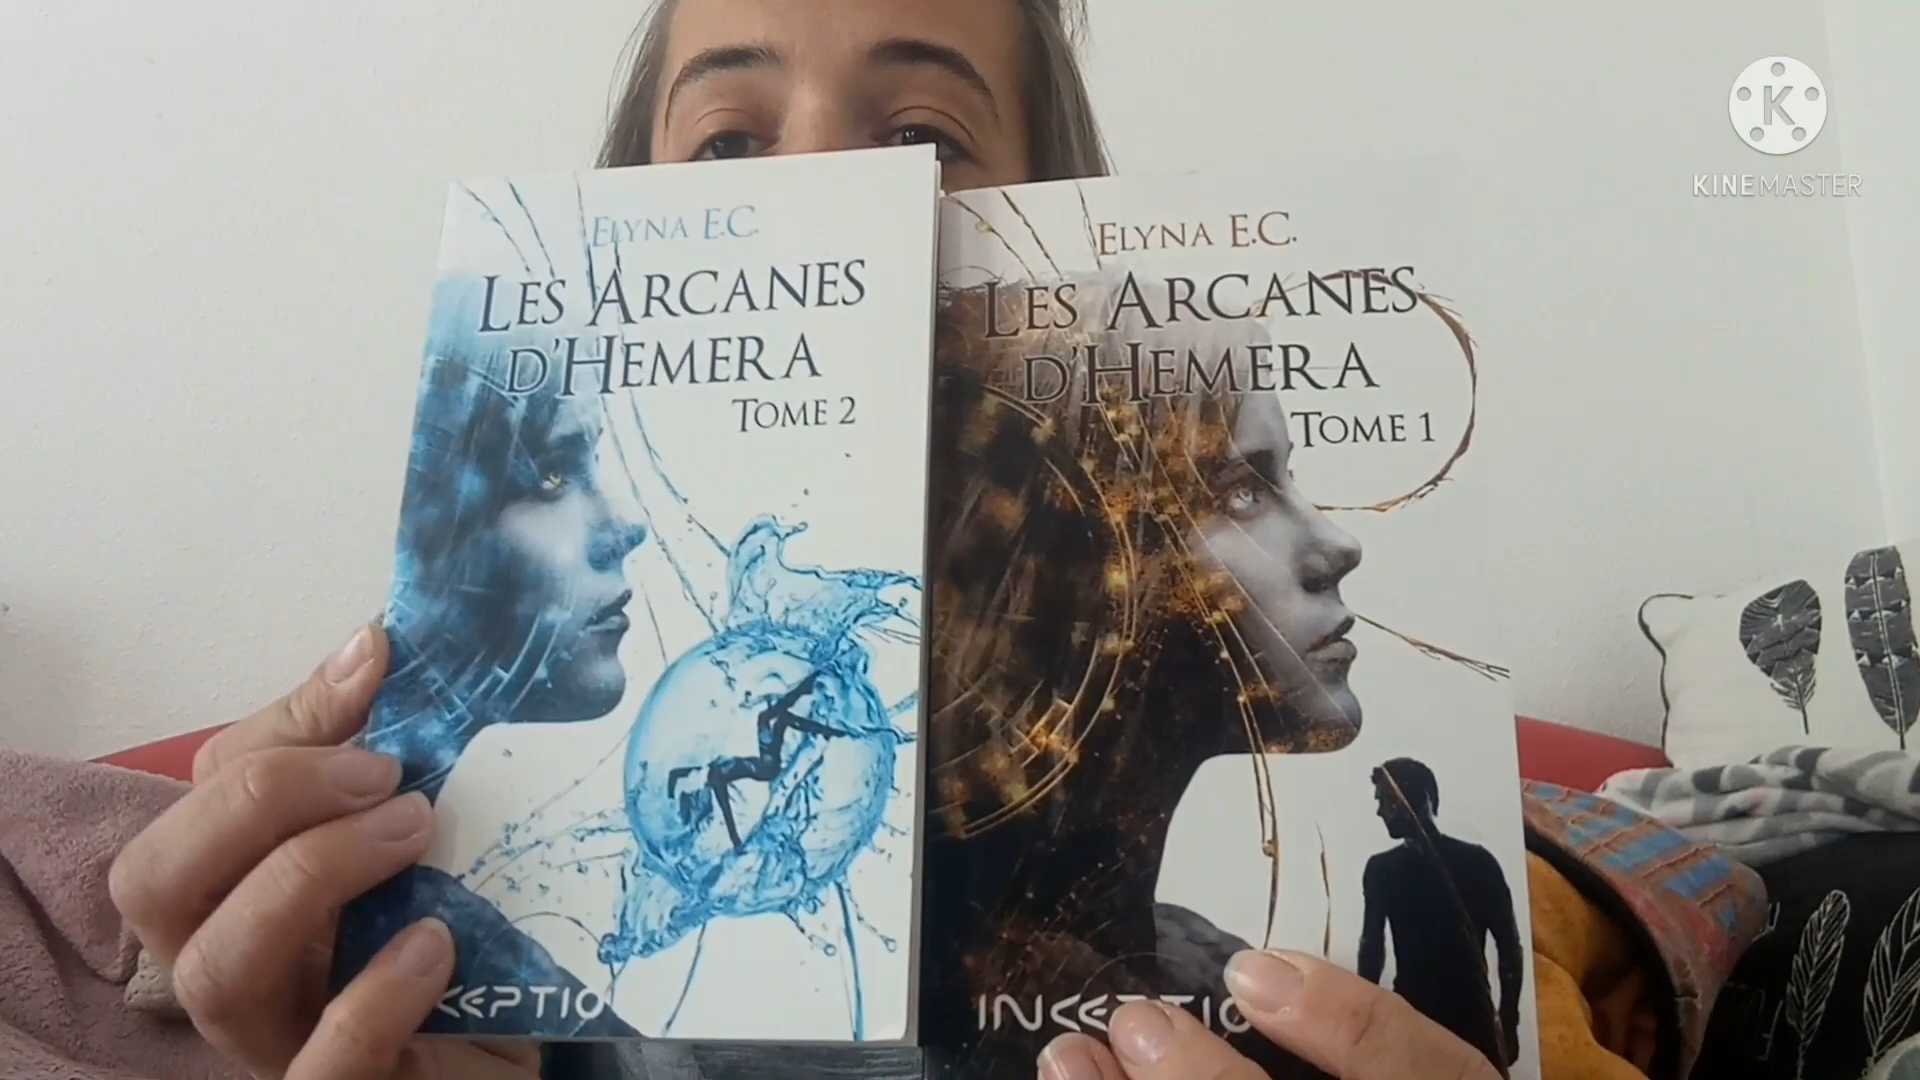 ELYNA E.C.
LES ARCANES
D'HEMERA
TOME 2
ELYNA E.C.
LES ARCANES
D'HEMERA
TOME 1
KINEMASTER